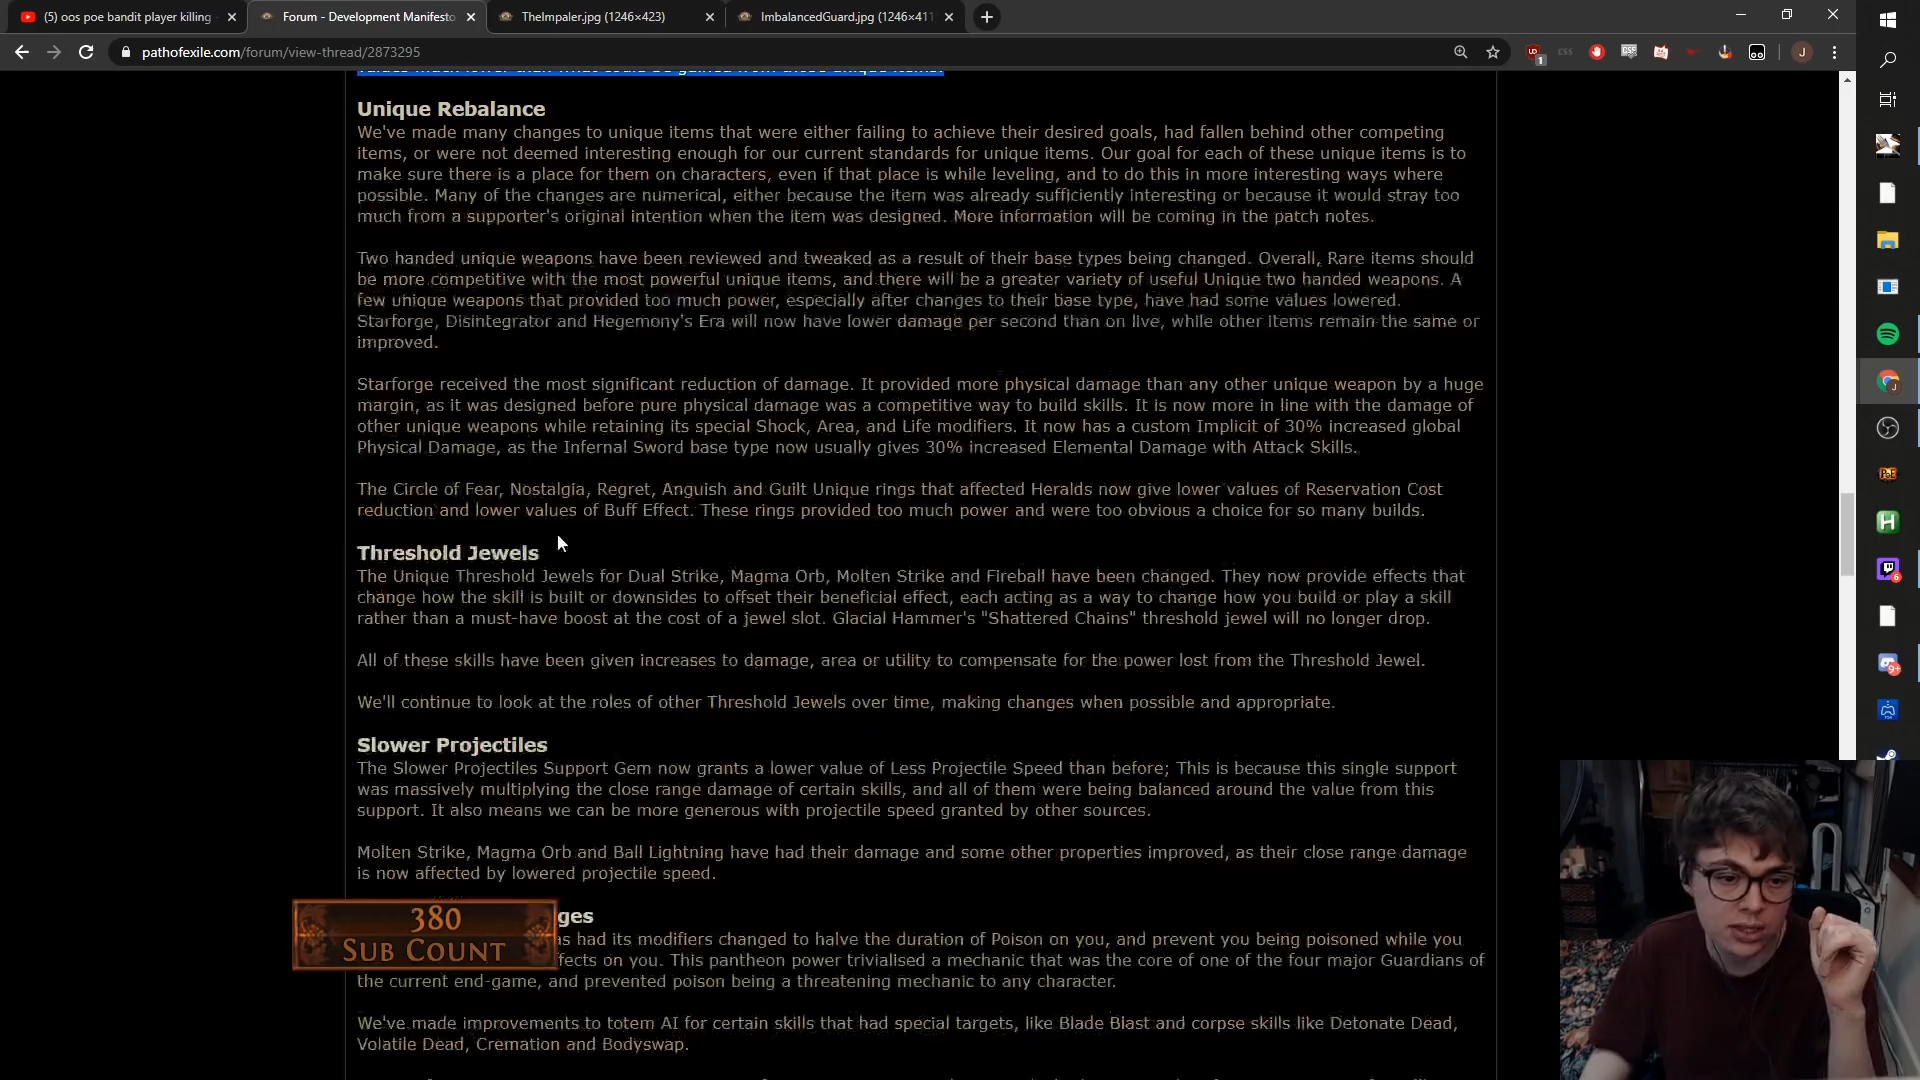 (5) oos poe bandit player killing
Forum - Development Manifesto
TheImpaler.jpg (1246×423)
ImbalancedGuard.jpg (1246×411
pathofexile.com/forum/view-thread/2873295
values much lower than what could be gained from these unique items.
Unique Rebalance
We've made many changes to unique items that were either failing to achieve their desired goals, had fallen behind other competing
items, or were not deemed interesting enough for our current standards for unique items. Our goal for each of these unique items is to
make sure there is a place for them on characters, even if that place is while leveling, and to do this in more interesting ways where
possible. Many of the changes are numerical, either because the item was already sufficiently interesting or because it would stray too
much from a supporter's original intention when the item was designed. More information will be coming in the patch notes.
Two handed unique weapons have been reviewed and tweaked as a result of their base types being changed. Overall, Rare items should
be more competitive with the most powerful unique items, and there will be a greater variety of useful Unique two handed weapons. A
few unique weapons that provided too much power, especially after changes to their base type, have had some values lowered.
Starforge, Disintegrator and Hegemony's Era will now have lower damage per second than on live, while other items remain the same or
improved.
Starforge received the most significant reduction of damage. It provided more physical damage than any other unique weapon by a huge
margin, as it was designed before pure physical damage was a competitive way to build skills. It is now more in line with the damage of
other unique weapons while retaining its special Shock, Area, and Life modifiers. It now has a custom Implicit of 30% increased global
Physical Damage, as the Infernal Sword base type now usually gives 30% increased Elemental Damage with Attack Skills.
The Circle of Fear, Nostalgia, Regret, Anguish and Guilt Unique rings that affected Heralds now give lower values of Reservation Cost
reduction and lower values of Buff Effect. These rings provided too much power and were too obvious a choice for so many builds.
Threshold Jewels
The Unique Threshold Jewels for Dual Strike, Magma Orb, Molten Strike and Fireball have been changed. They now provide effects that
change how the skill is built or downsides to offset their beneficial effect, each acting as a way to change how you build or play a skill
rather than a must-have boost at the cost of a jewel slot. Glacial Hammer's "Shattered Chains" threshold jewel will no longer drop.
All of these skills have been given increases to damage, area or utility to compensate for the power lost from the Threshold Jewel.
We'll continue to look at the roles of other Threshold Jewels over time, making changes when possible and appropriate.
Slower Projectiles
The Slower Projectiles Support Gem now grants a lower value of Less Projectile Speed than before; This is because this single support
was massively multiplying the close range damage of certain skills, and all of them were being balanced around the value from this
support. It also means we can be more generous with projectile speed granted by other sources.
Molten Strike, Magma Orb and Ball Lightning have had their damage and some other properties improved, as their close range damage
is now affected by lowered projectile speed.
ges
as had its modifiers changed to halve the duration of Poison on you, and prevent you being poisoned while you
ffects on you. This pantheon power trivialised a mechanic that was the core of one of the four major Guardians of
the current end-game, and prevented poison being a threatening mechanic to any character.
380
SUB COUNT
We've made improvements to totem AI for certain skills that had special targets, like Blade Blast and corpse skills like Detonate Dead,
Volatile Dead, Cremation and Bodyswap.